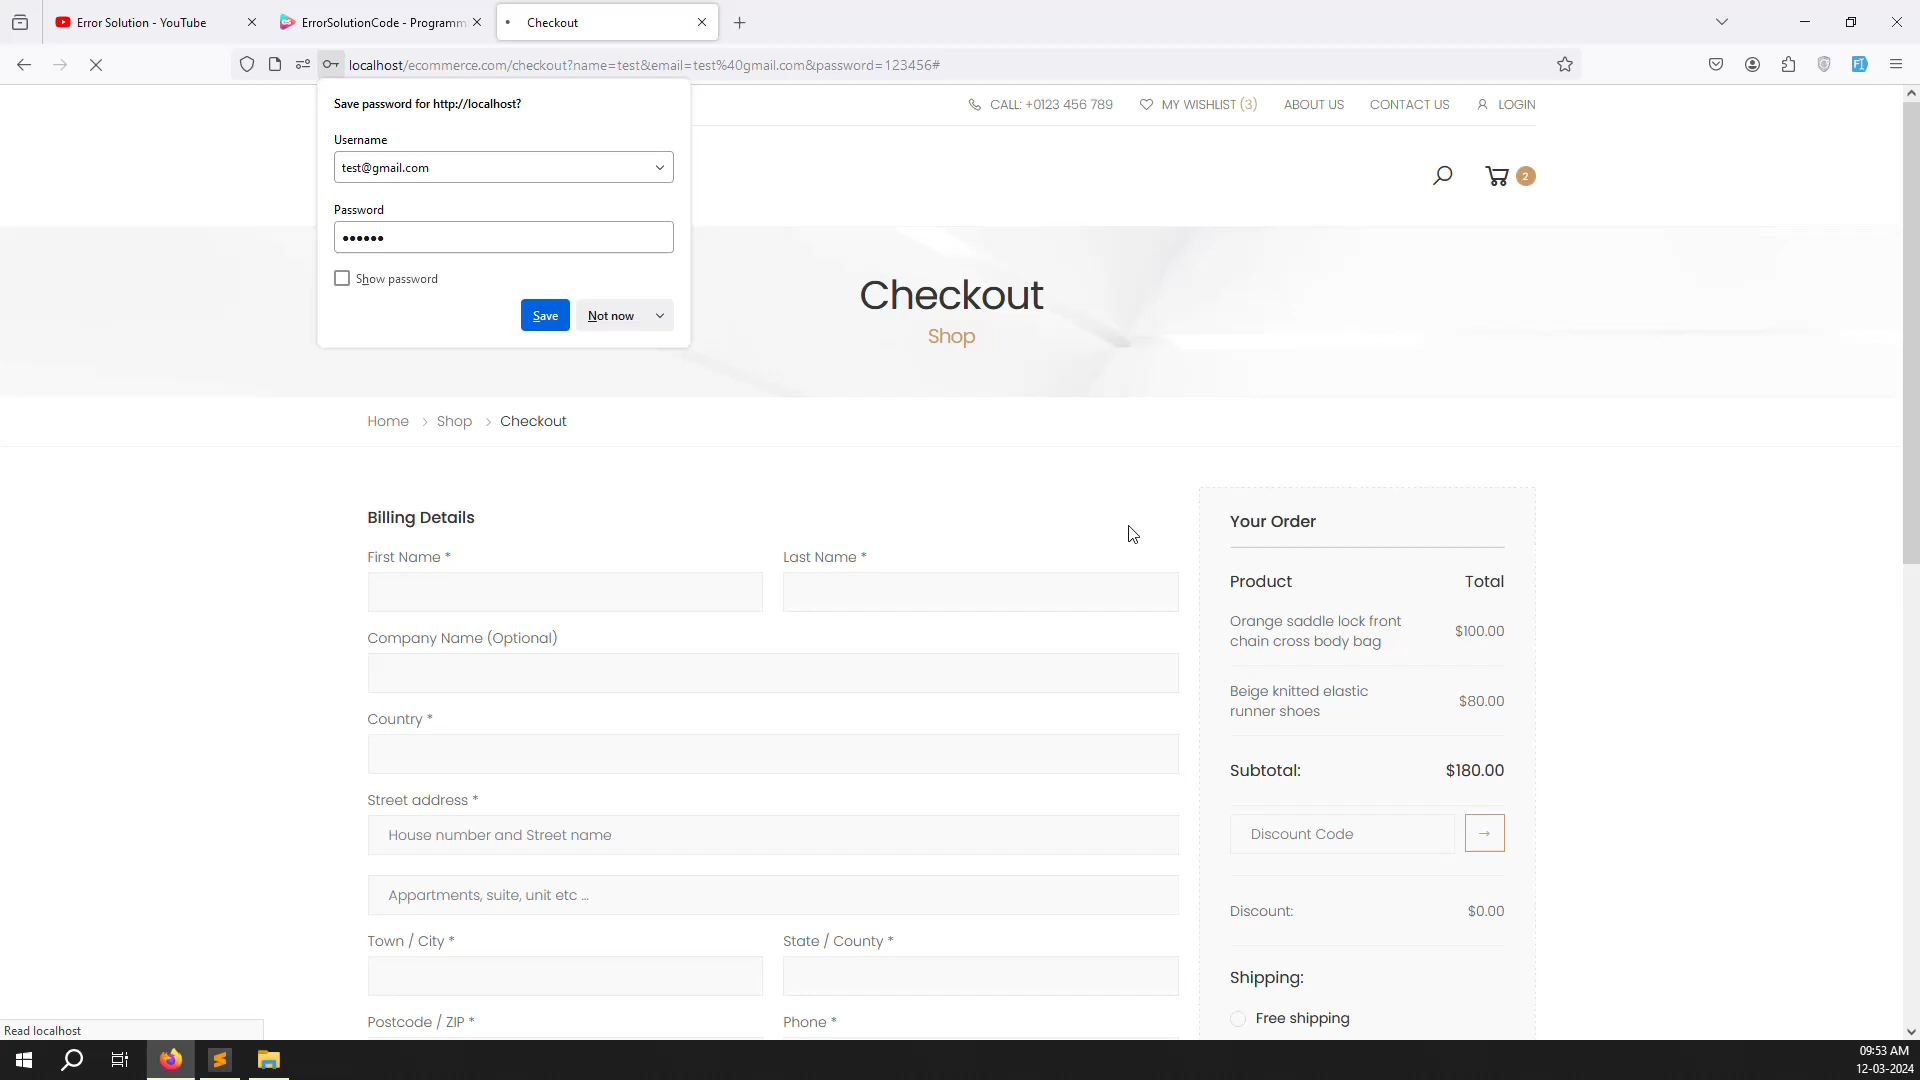 Error Solution - YouTube
ErrorSolutionCode - Programm
Checkout
localhost/ecommerce.com/checkout?name=test&email=test%40gmail.com&password=123456#
CALL: +0123 456 789
MY WISHLIST (3)
ABOUT US
CONTACT US
LOGIN
2
Save password for http://localhost?
Username
test@gmail.com
Password
••••••
Show password
Save
Not now
Checkout
Shop
Home
Shop
Checkout
Billing Details
First Name *
Last Name *
Company Name (Optional)
Country *
Street address *
House number and Street name
Appartments, suite, unit etc ...
Town / City *
State / County *
Postcode / ZIP *
Phone *
Your Order
Product
Total
Orange saddle lock front
chain cross body bag
$100.00
Beige knitted elastic
runner shoes
$80.00
Subtotal:
$180.00
Discount Code
→
Discount:
$0.00
Shipping:
Free shipping
Read localhost
09:53 AM
12-03-2024